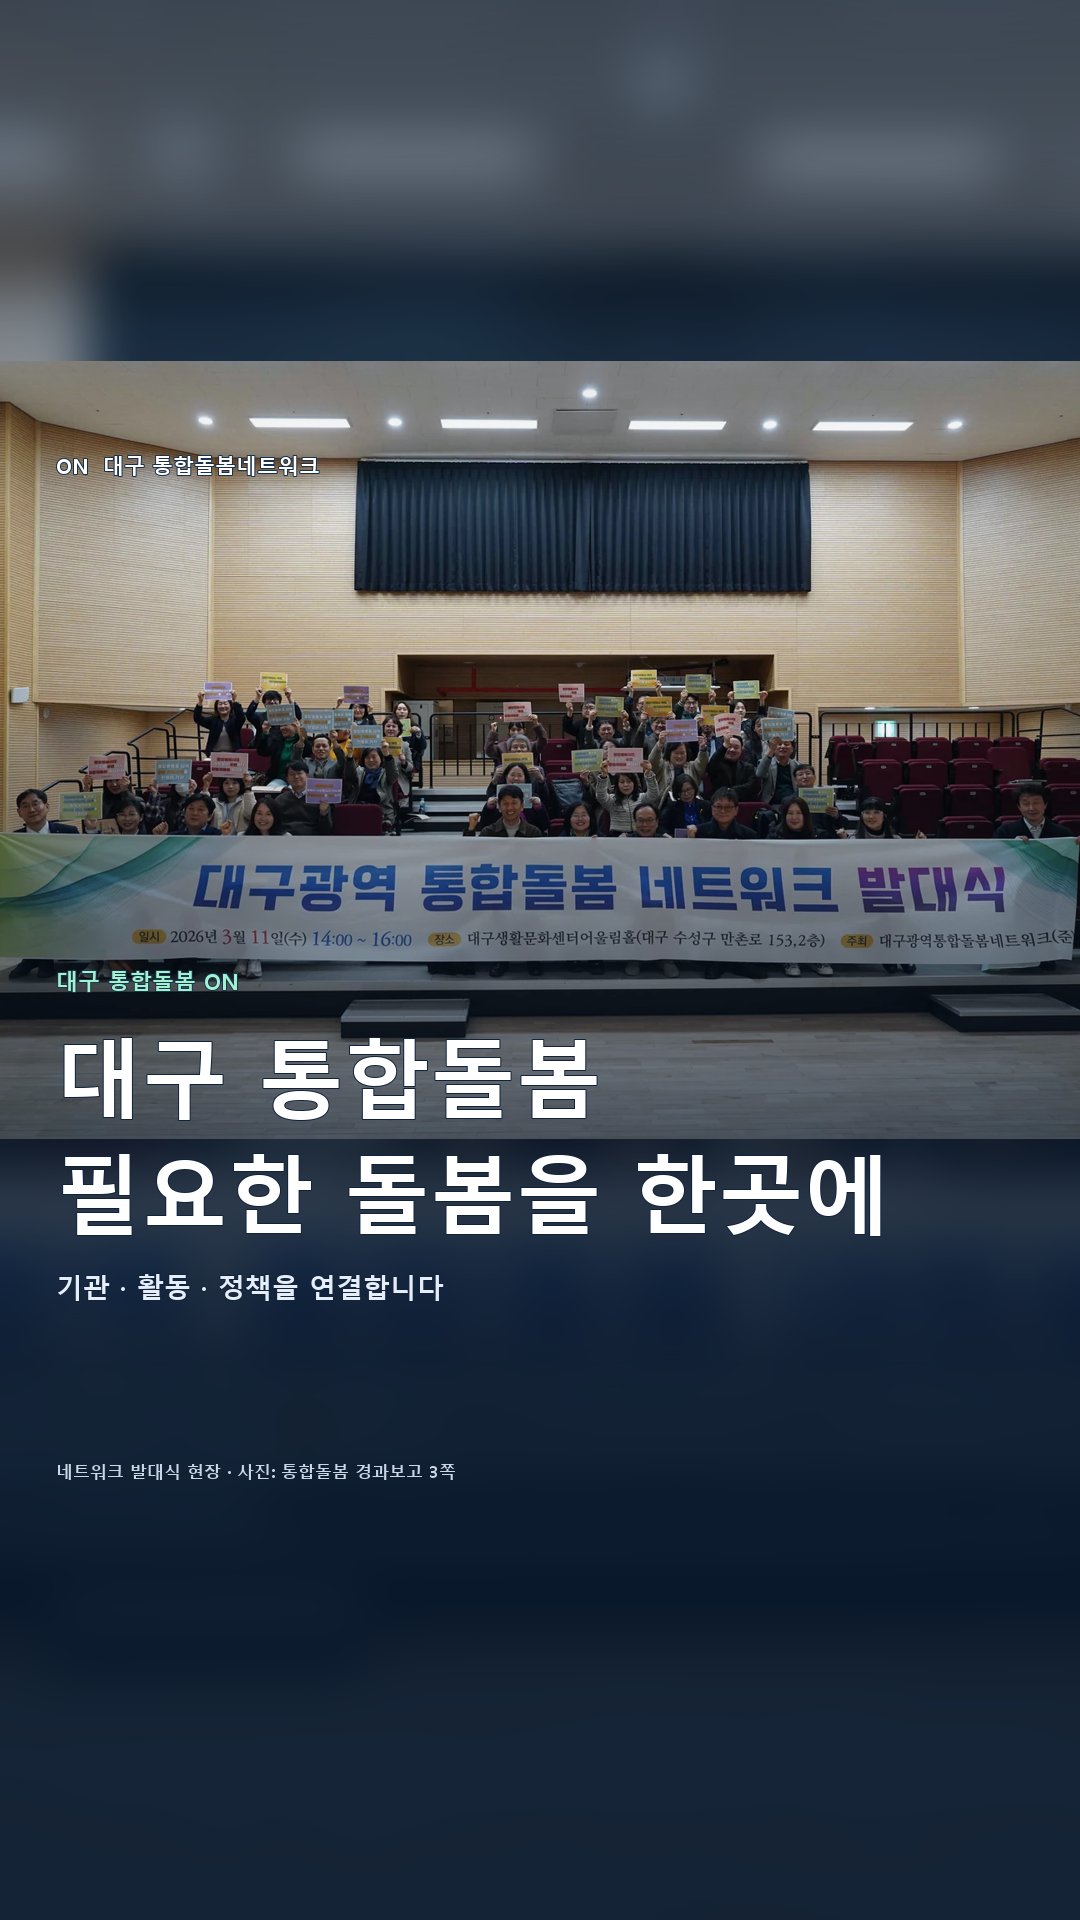 ON 대구 통합돌봄네트워크
대구광역 통합돌봄 네트워크 발대식
일시 2026년 3월 11일(수) 14:00 ~ 16:00 장소 대구생활문화센터어울림홀(대구 수성구 만촌로 153,2층) 주최 대구광역통합돌봄네트워크(준)
대구 통합돌봄 ON
대구 통합돌봄
필요한 돌봄을 한곳에
기관 · 활동 · 정책을 연결합니다
네트워크 발대식 현장 · 사진: 통합돌봄 경과보고 3쪽